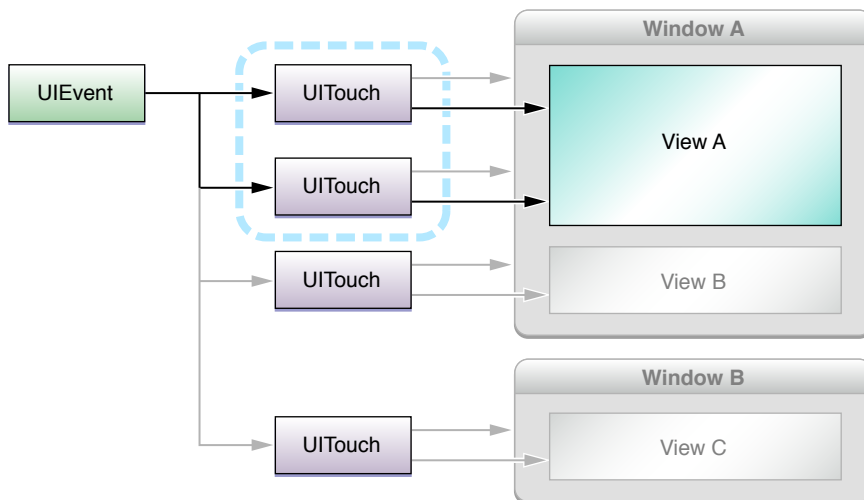 Window A
UIEvent
UITouch
View A
UITouch
UITouch
View B
Window B
UITouch
View C